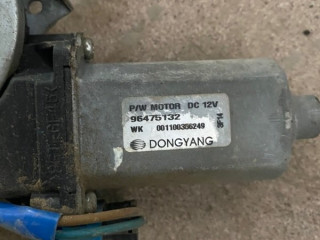 P/W MOTOR DC 12V
96475132
WK 001100356249
DONGYANG